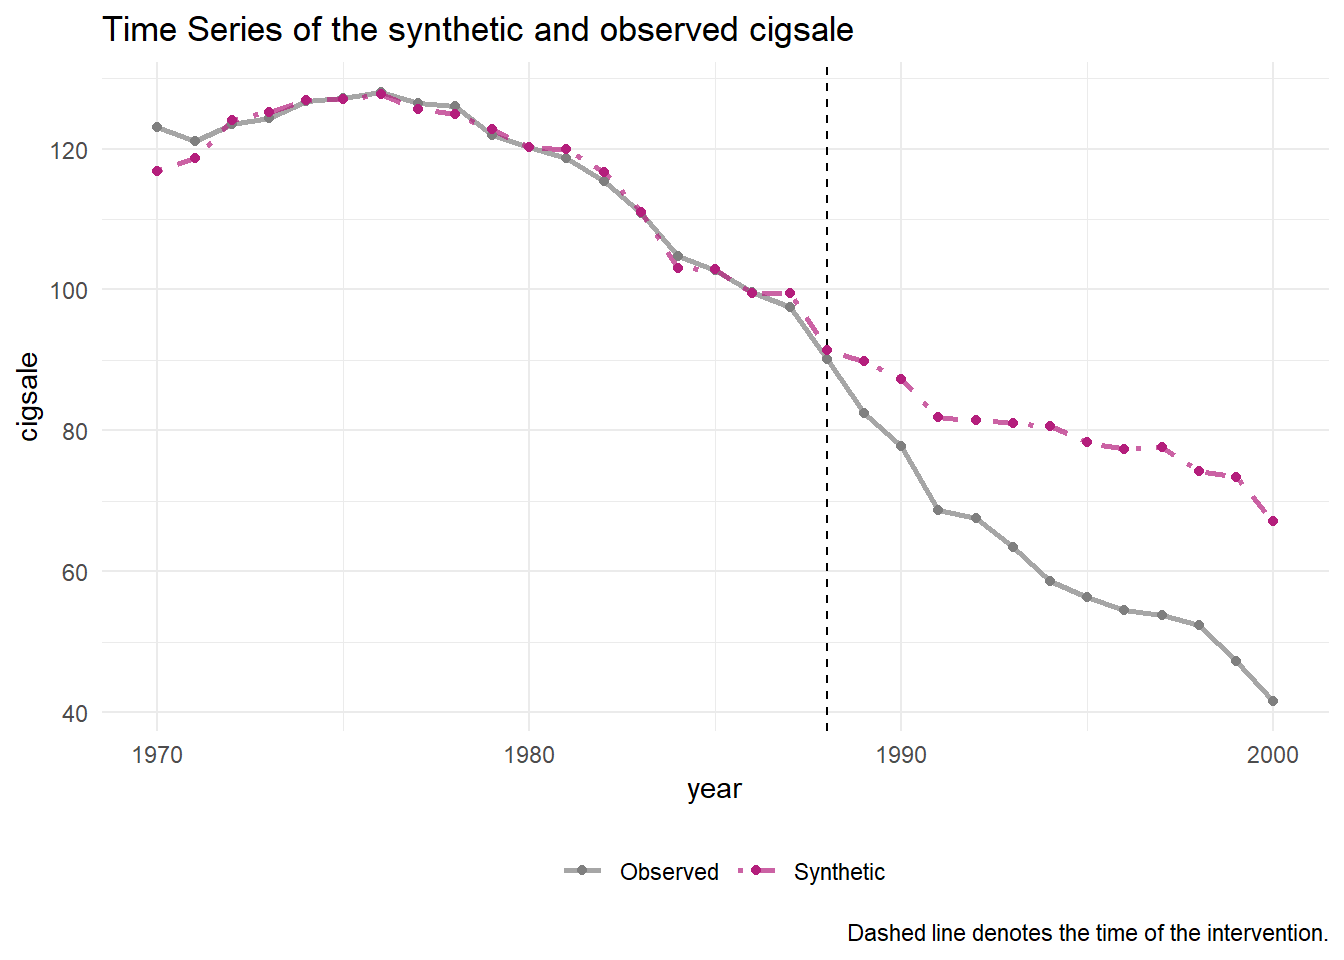 Time Series of the synthetic and observed cigsale
120
100
80
60
40
cigsale
1970 1980 1990 2000
year
Observed Synthetic
Dashed line denotes the time of the intervention.